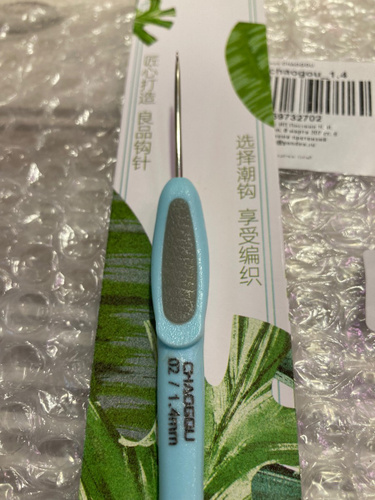 匠心打造 良品钩针
选择潮钩 享受编织
chaogou_1,4
9732702
CHAOGOU
02 / 1.4mm